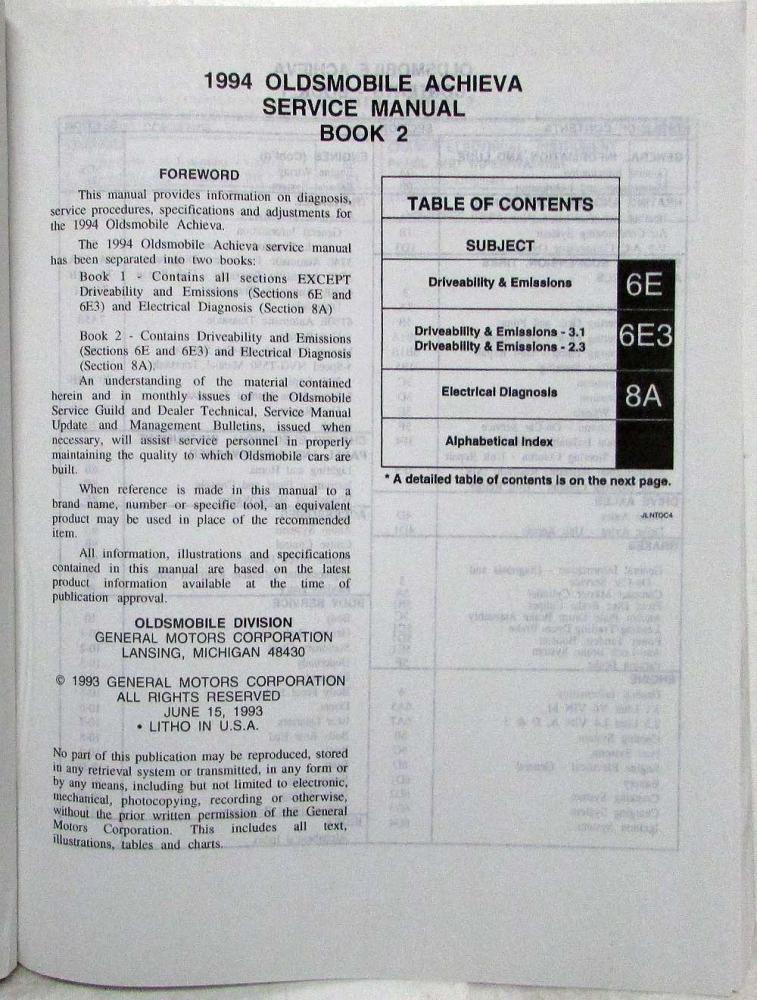 1994 OLDSMOBILE ACHIEVA
SERVICE MANUAL
BOOK 2
FOREWORD
This manual provides information on diagnosis,
service procedures, specifications and adjustments for
the 1994 Oldsmobile Achieva.
The 1994 Oldsmobile Achieva service manual
has been separated into two books:
Book 1 - Contains all sections EXCEPT
Driveability and Emissions (Sections 6E and
6E3) and Electrical Diagnosis (Section 8A)
Book 2 - Contains Driveability and Emissions
(Sections 6E and 6E3) and Electrical Diagnosis
(Section 8A).
An understanding of the material contained
herein and in monthly issues of the Oldsmobile
Service Guild and Dealer Technical, Service Manual
Update and Management Bulletins, issued when
necessary, will assist service personnel in properly
maintaining the quality to which Oldsmobile cars are
built.
When reference is made in this manual to a
brand name, number or specific tool, an equivalent
product may be used in place of the recommended
item.
All information, illustrations and specifications
contained in this manual are based on the latest
product information available at the time of
publication approval.
OLDSMOBILE DIVISION
GENERAL MOTORS CORPORATION
LANSING, MICHIGAN 48430
© 1993 GENERAL MOTORS CORPORATION
ALL RIGHTS RESERVED
JUNE 15, 1993
• LITHO IN U.S.A.
No part of this publication may be reproduced, stored
in any retrieval system or transmitted, in any form or
by any means, including but not limited to electronic,
mechanical, photocopying, recording or otherwise,
without the prior written permission of the General
Motors Corporation. This includes all text,
illustrations, tables and charts.
TABLE OF CONTENTS
SUBJECT
Driveability & Emissions 6E
Driveability & Emissions - 3.1
Driveability & Emissions - 2.3 6E3
Electrical Diagnosis 8A
Alphabetical Index
* A detailed table of contents is on the next page.
JLNTOC4